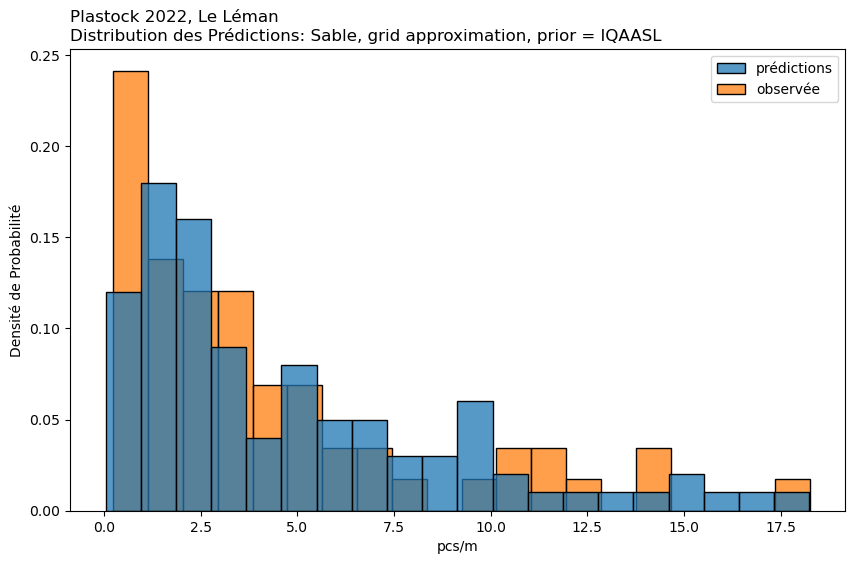 Plastock 2022, Le Léman
Distribution des Prédictions: Sable, grid approximation, prior = IQAASL
prédictions
observée
Densité de Probabilité
0.25
0.20
0.15
0.10
0.05
0.00
0.0 2.5 5.0 7.5 10.0 12.5 15.0 17.5
pcs/m